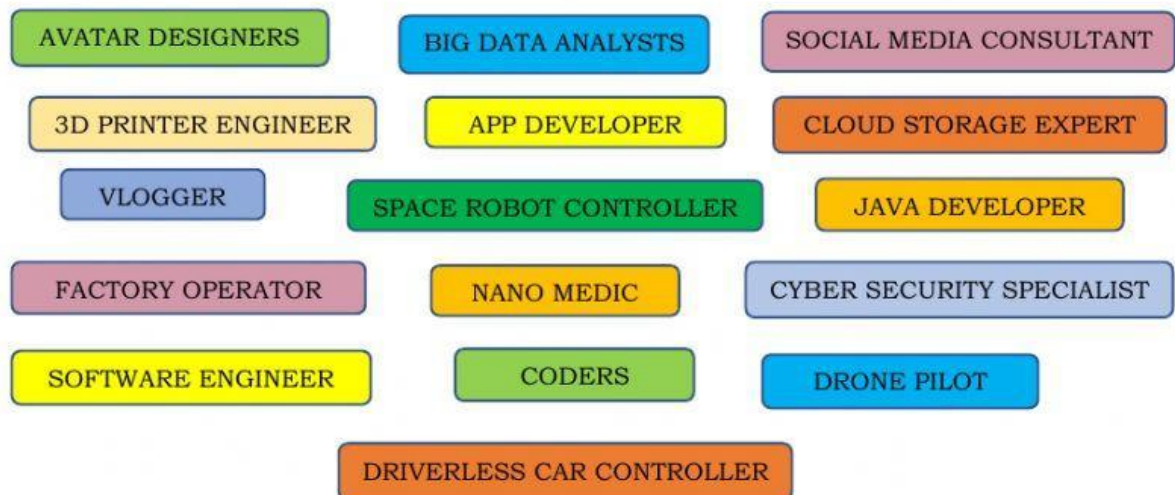 AVATAR DESIGNERS
BIG DATA ANALYSTS
SOCIAL MEDIA CONSULTANT
3D PRINTER ENGINEER
APP DEVELOPER
CLOUD STORAGE EXPERT
VLOGGER
SPACE ROBOT CONTROLLER
JAVA DEVELOPER
FACTORY OPERATOR
NANO MEDIC
CYBER SECURITY SPECIALIST
SOFTWARE ENGINEER
CODERS
DRONE PILOT
DRIVERLESS CAR CONTROLLER